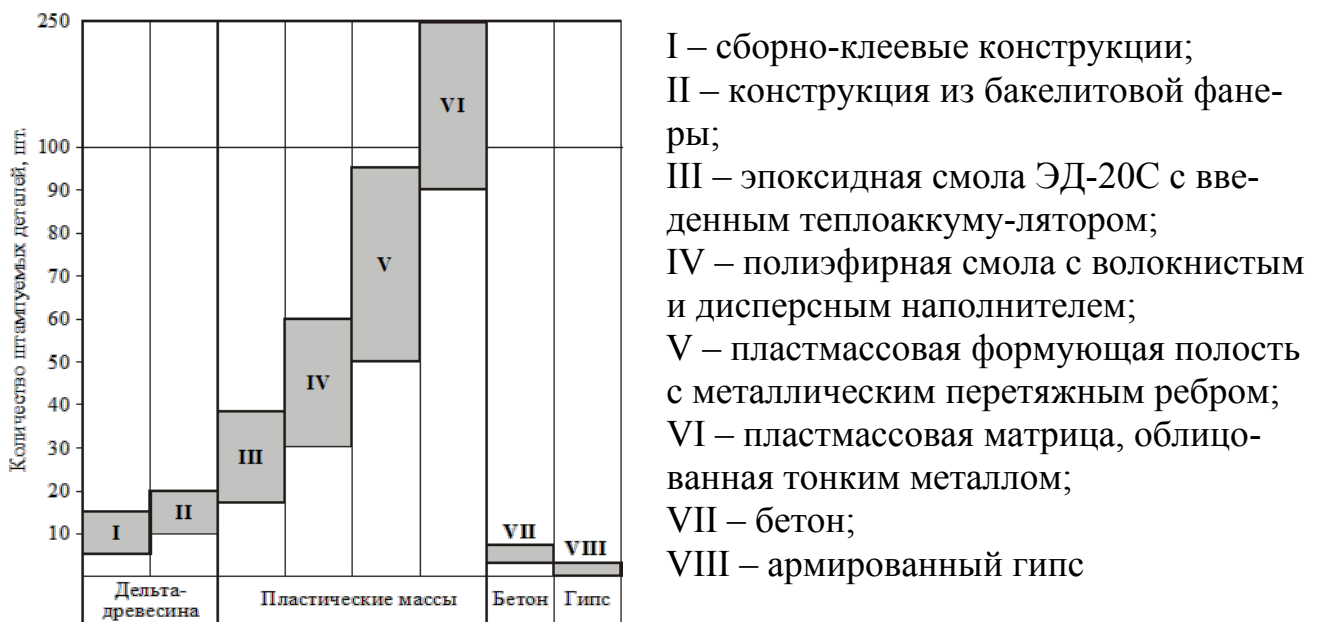 250
100
90
80
70
60
50
40
30
20
10
Количество штампуемых деталей, шт.
I
II
III
IV
V
VI
VII
VIII
Дельта-
древесина
Пластические массы
Бетон
Гипс
I – сборно-клеевые конструкции;
II – конструкция из бакелитовой фане-
ры;
III – эпоксидная смола ЭД-20С с вве-
денным теплоаккуму-лятором;
IV – полиэфирная смола с волокнистым
и дисперсным наполнителем;
V – пластмассовая формующая полость
с металлическим перетяжным ребром;
VI – пластмассовая матрица, облицо-
ванная тонким металлом;
VII – бетон;
VIII – армированный гипс